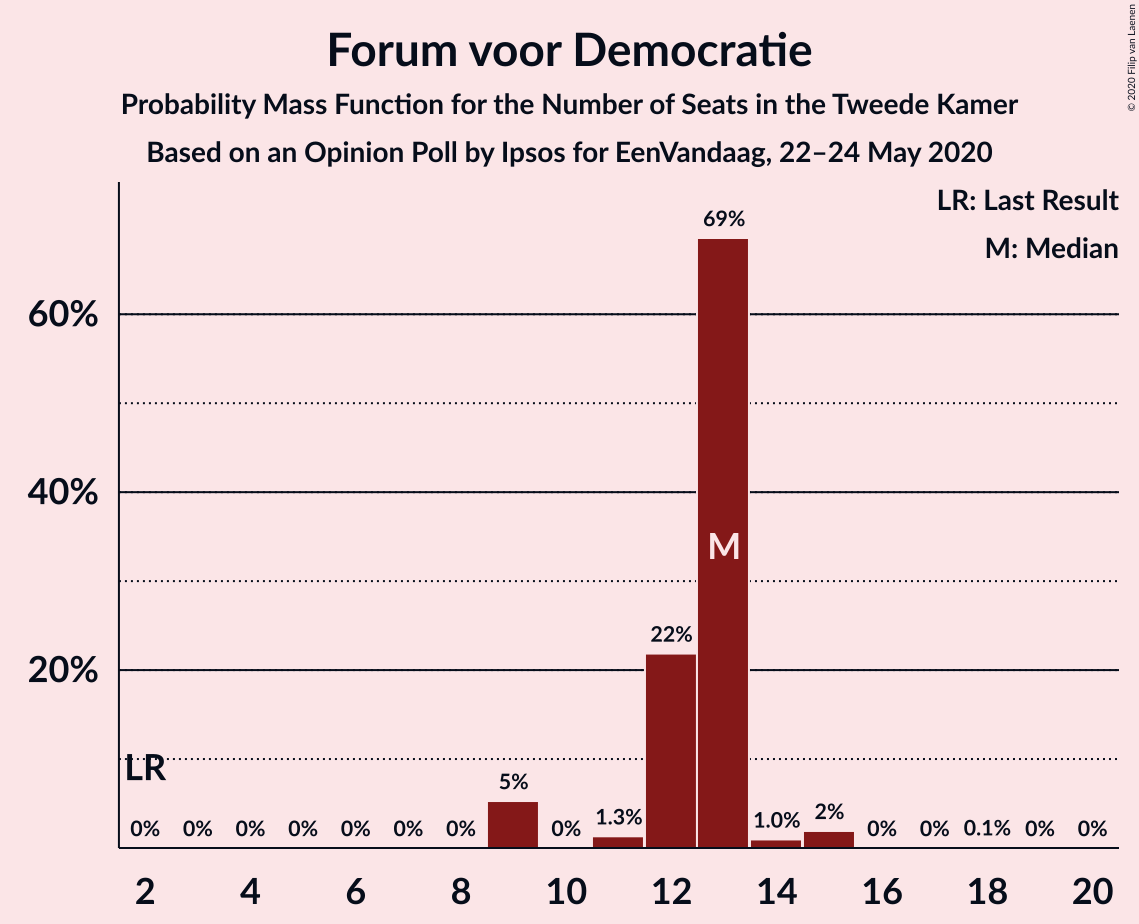 Forum voor Democratie
Probability Mass Function for the Number of Seats in the Tweede Kamer
Based on an Opinion Poll by Ipsos for EenVandaag, 22–24 May 2020
© 2020 Filip van Laenen
LR: Last Result
M: Median
69%
60%
M
40%
22%
20%
LR
5%
0% 0% 0% 0% 0% 0% 0% 0% 1.3% 1.0% 2% 0% 0% 0.1% 0% 0%
2 4 6 8 10 12 14 16 18 20